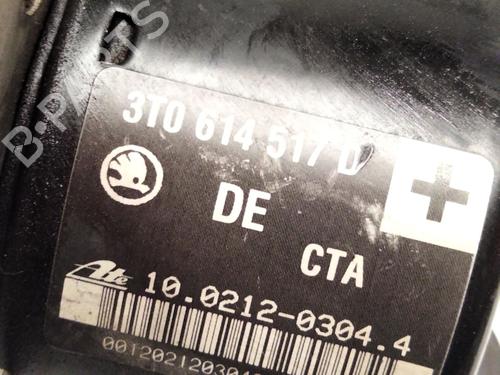 B-PARTS
3T0 614 517 D
DE
CTA
Ate 10.0212-0304.4